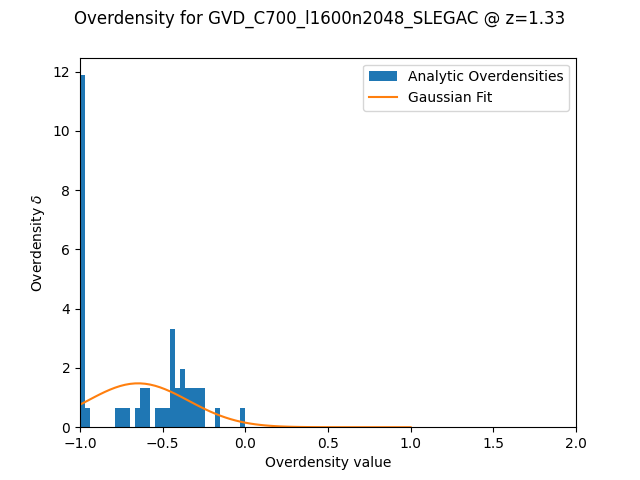 Overdensity for GVD_C700_l1600n2048_SLEGAC @ z=1.33
Analytic Overdensities
Gaussian Fit
Overdensity δ
12
10
8
6
4
2
0
−1.0
−0.5
0.0
0.5
1.0
1.5
2.0
Overdensity value